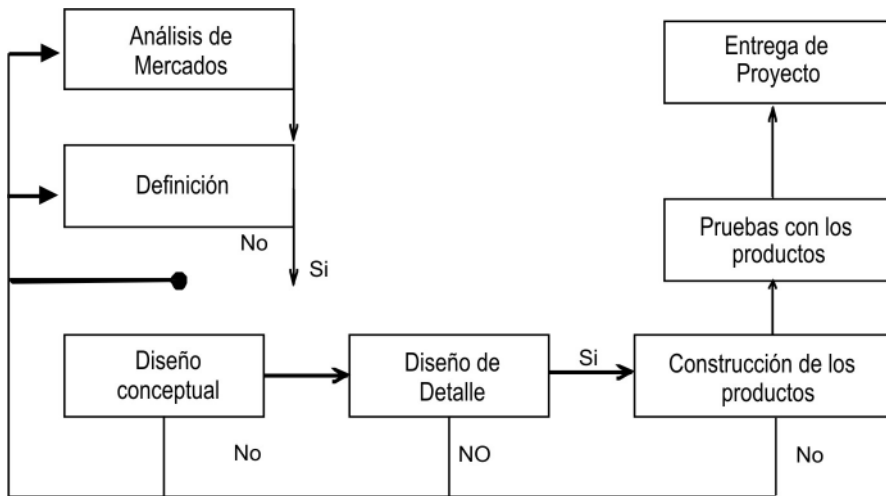 Análisis de
Mercados
Entrega de
Proyecto
Definición
No
Si
Pruebas con los
productos
Diseño
conceptual
Diseño de
Detalle
Si
Construcción de los
productos
No
NO
No